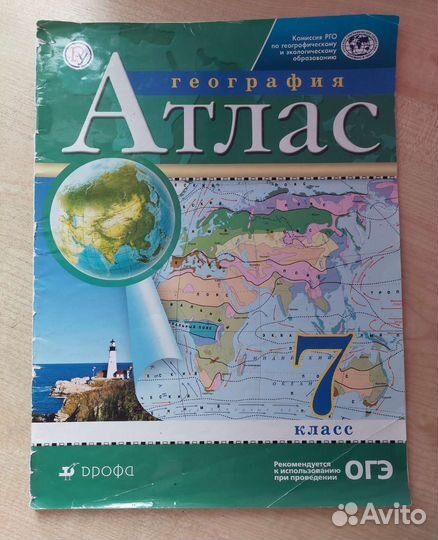 Комиссия РГО
по географическому
и экологическому
образованию
география
Атлас
7
класс
дрофа
Рекомендуется
к использованию
при проведении
ОГЭ
Avito